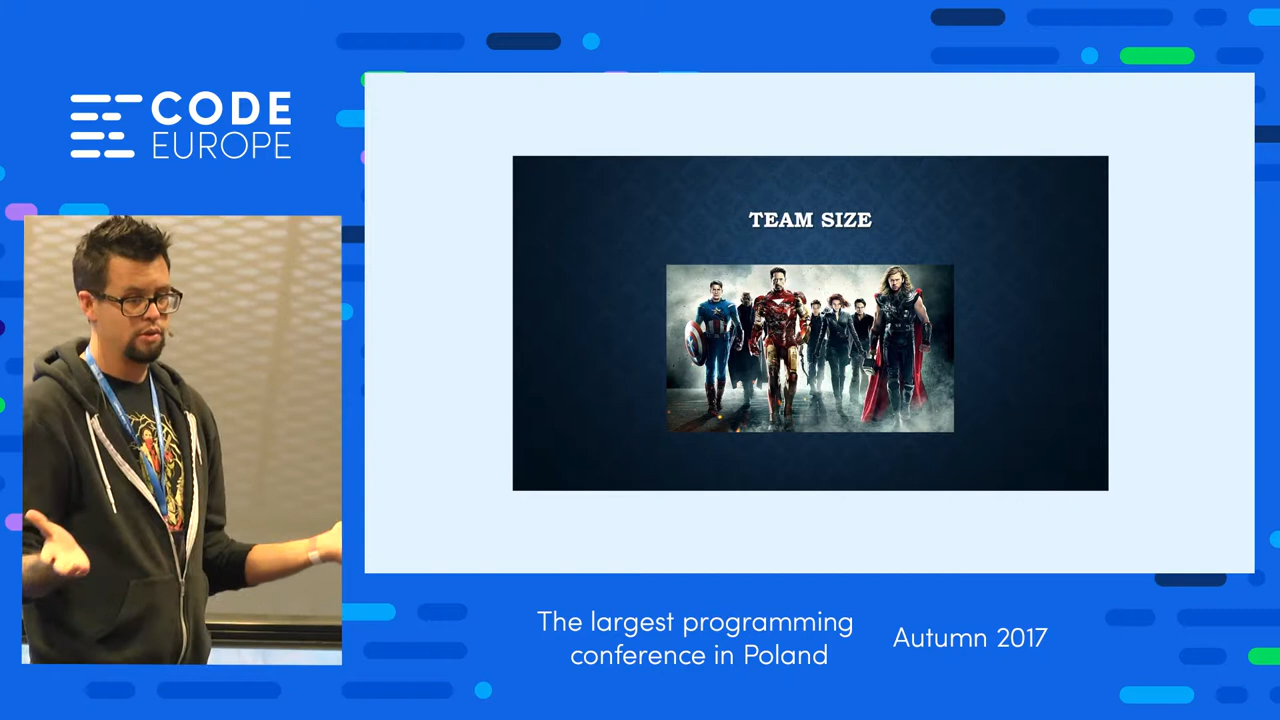 CODE
EUROPE
TEAM SIZE
The largest programming
conference in Poland
Autumn 2017